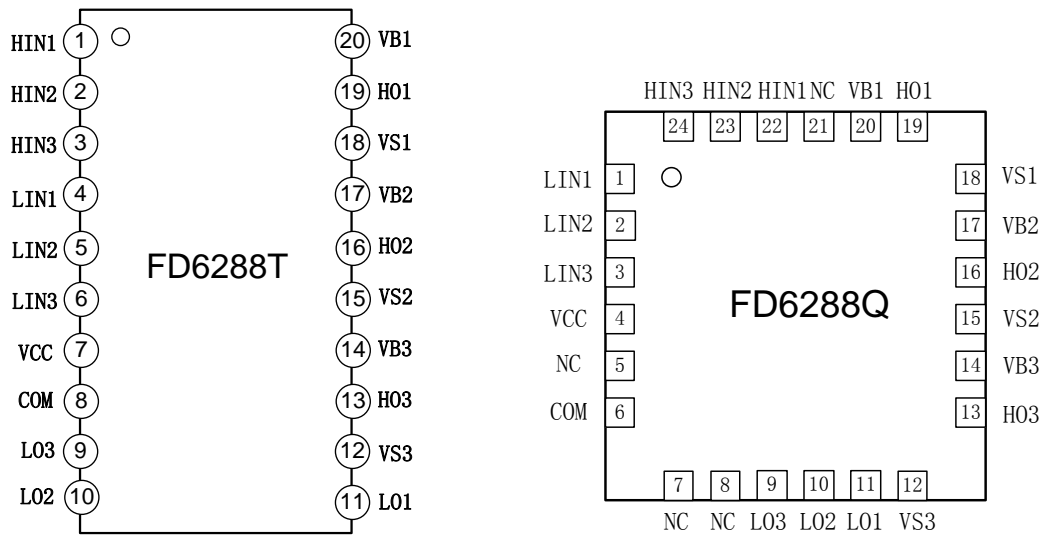 HIN1 1 20 VB1
HIN2 2 19 HO1
HIN3 3 18 VS1
LIN1 4 17 VB2
LIN2 5 16 HO2
LIN3 6 15 VS2
VCC 7 14 VB3
COM 8 13 HO3
LO3 9 12 VS3
LO2 10 11 LO1
FD6288T
HIN3 HIN2 HIN1 NC VB1 HO1
24 23 22 21 20 19
LIN1 1 18 VS1
LIN2 2 17 VB2
LIN3 3 16 HO2
VCC 4 15 VS2
NC 5 14 VB3
COM 6 13 HO3
FD6288Q
7 8 9 10 11 12
NC NC LO3 LO2 LO1 VS3